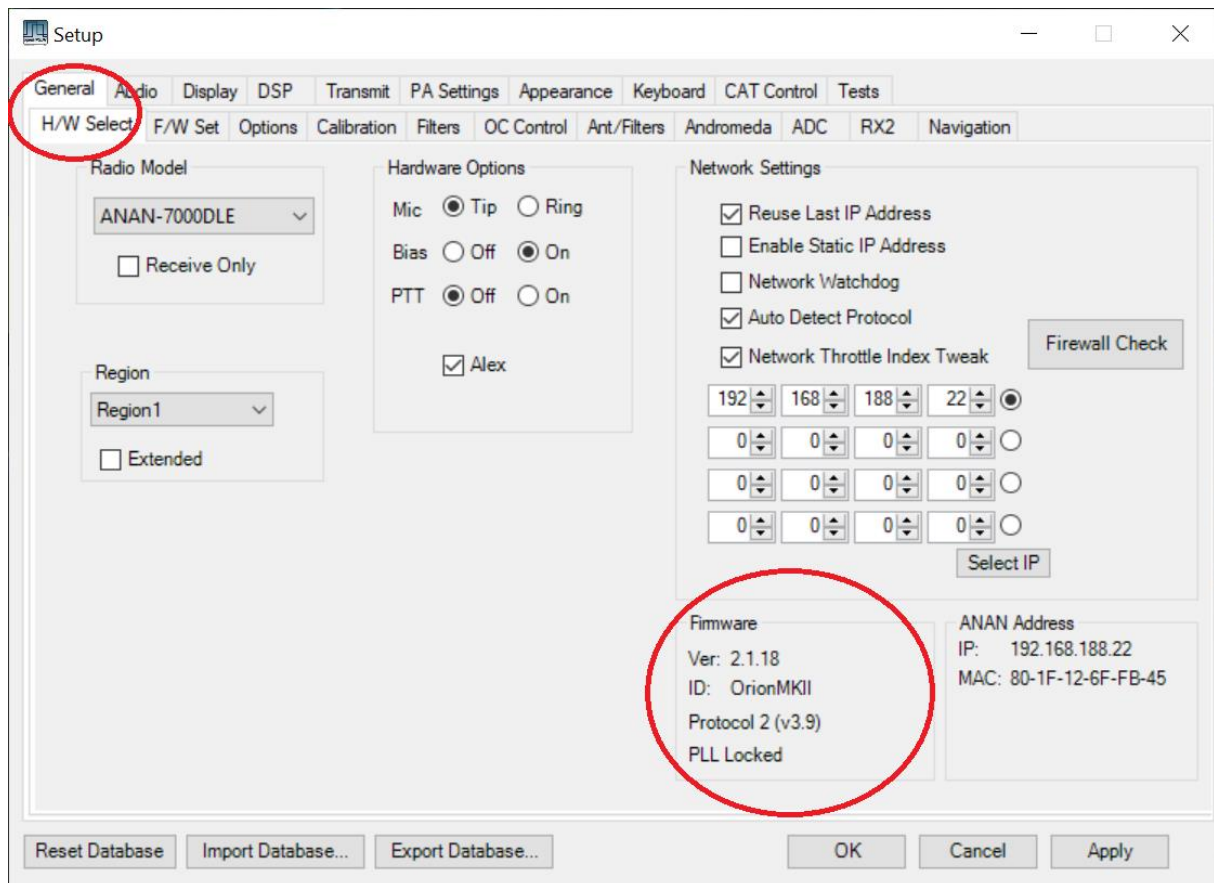 Setup
General Audio Display DSP Transmit PA Settings Appearance Keyboard CAT Control Tests
H/W Select F/W Set Options Calibration Filters OC Control Ant/Filters Andromeda ADC RX2 Navigation
Radio Model
ANAN-7000DLE
Receive Only
Region
Region1
Extended
Hardware Options
Mic Tip Ring
Bias Off On
PTT Off On
Alex
Network Settings
Reuse Last IP Address
Enable Static IP Address
Network Watchdog
Auto Detect Protocol
Network Throttle Index Tweak
Firewall Check
192 168 188 22
0 0 0 0
0 0 0 0
0 0 0 0
Select IP
Firmware
Ver: 2.1.18
ID: OrionMKII
Protocol 2 (v3.9)
PLL Locked
ANAN Address
IP: 192.168.188.22
MAC: 80-1F-12-6F-FB-45
Reset Database Import Database... Export Database... OK Cancel Apply